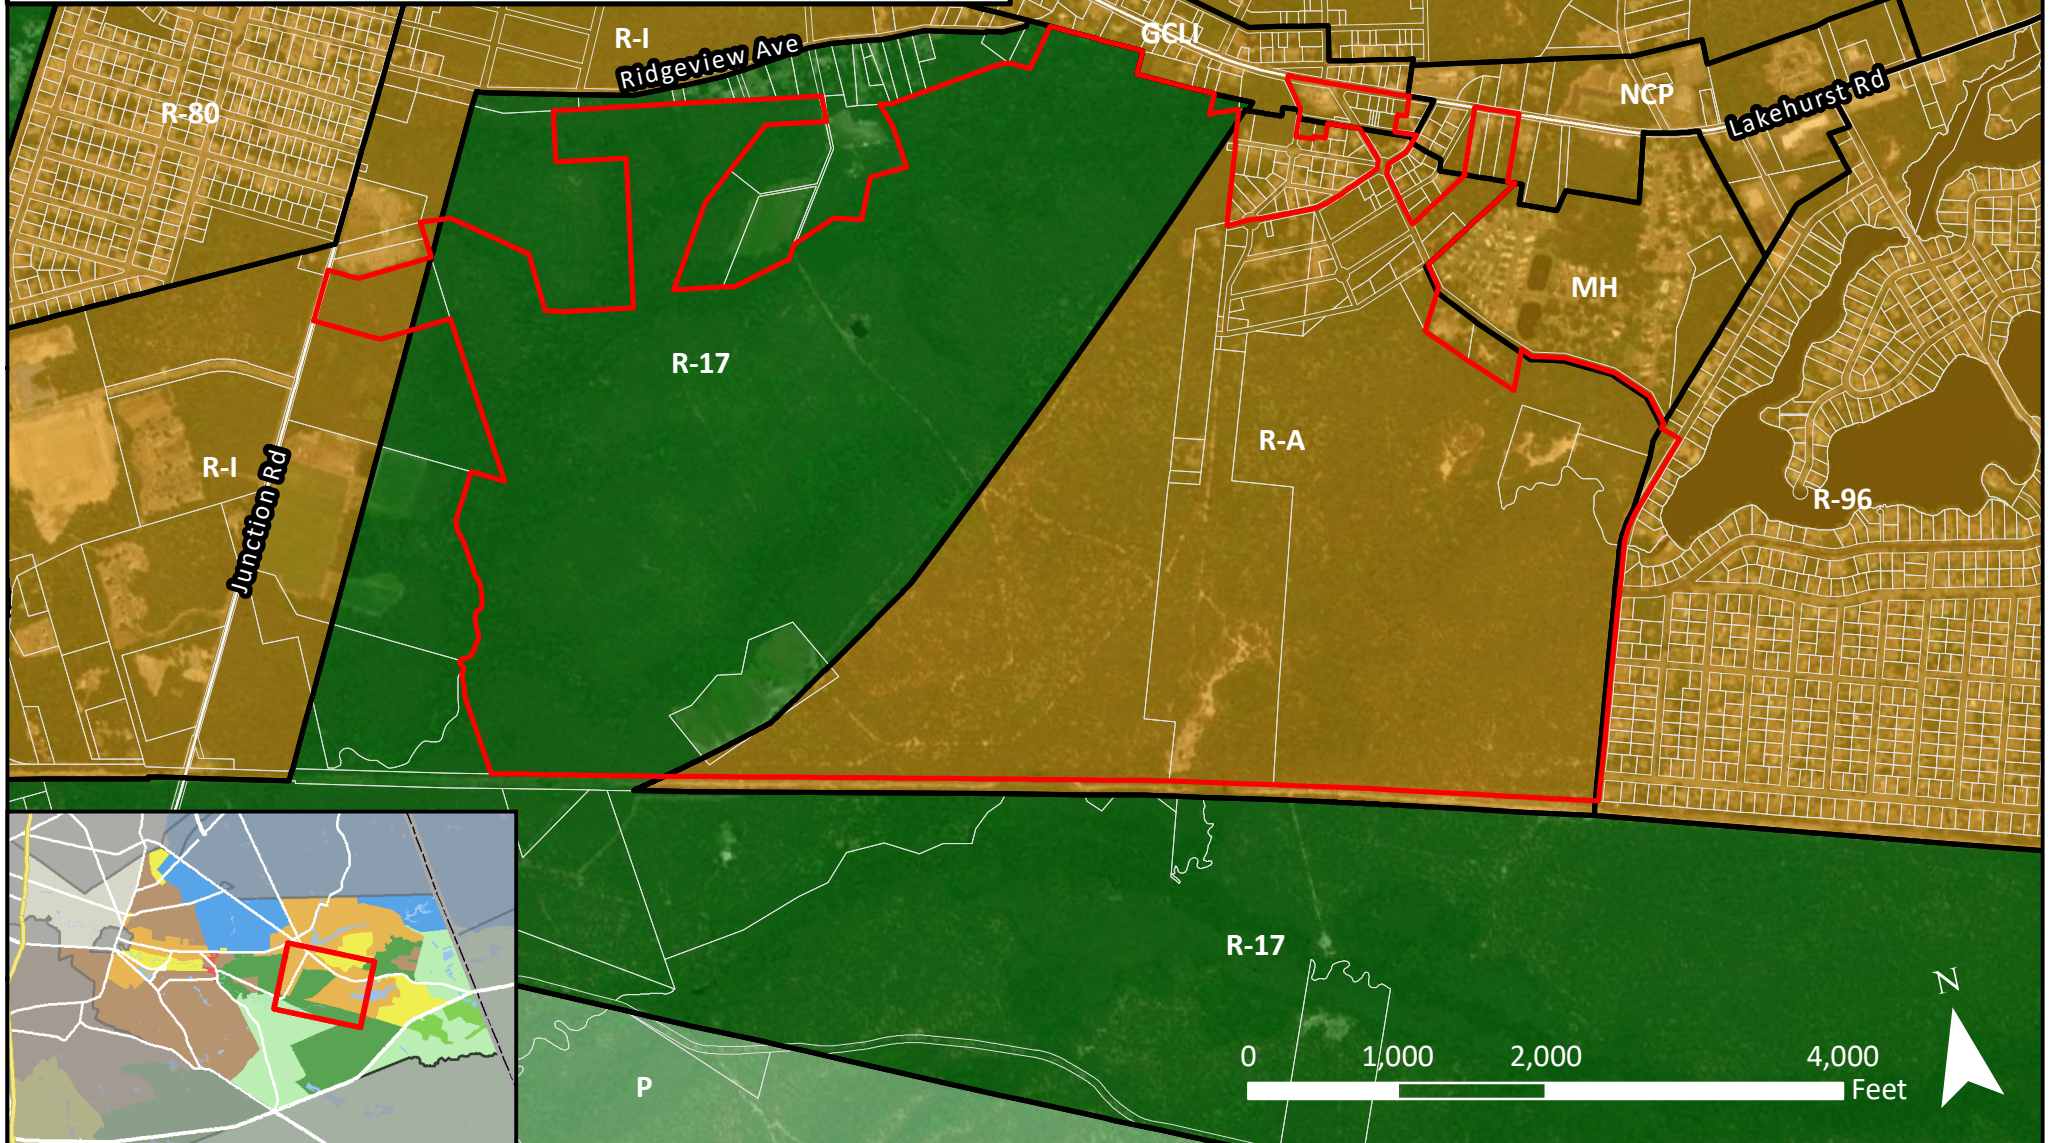 R-I
GCLI
Ridgeview Ave
R-80
NCP
Lakehurst Rd
MH
R-17
R-A
R-I
Junction Rd
R-96
R-17
N
0 1,000 2,000 4,000
Feet
P